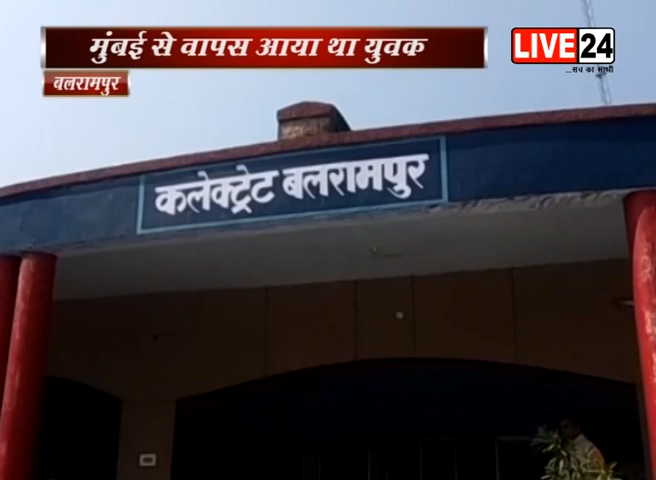 मुंबई से वापस आया था युवक
बलरामपुर
LIVE24
...सच का साथी
कलेक्ट्रेट बलरामपुर